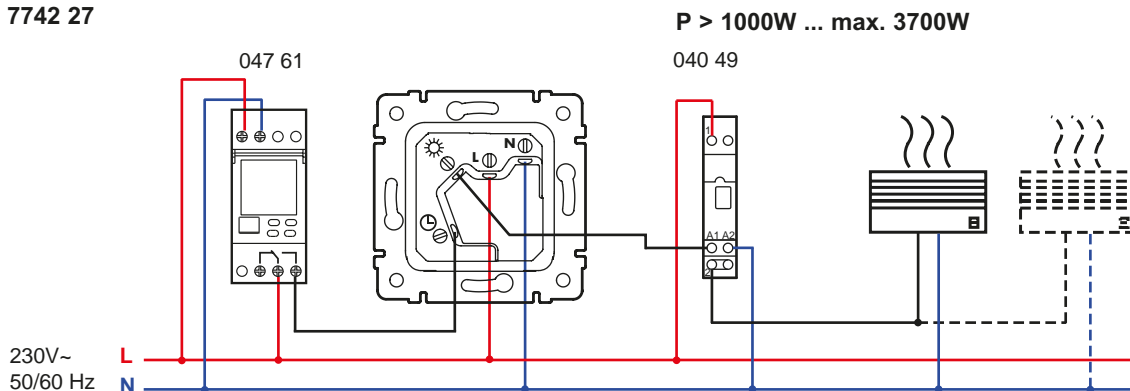 7742 27
P > 1000W ... max. 3700W
047 61
040 49
L
N
1
A1 A2
2
230V~ L
50/60 Hz N